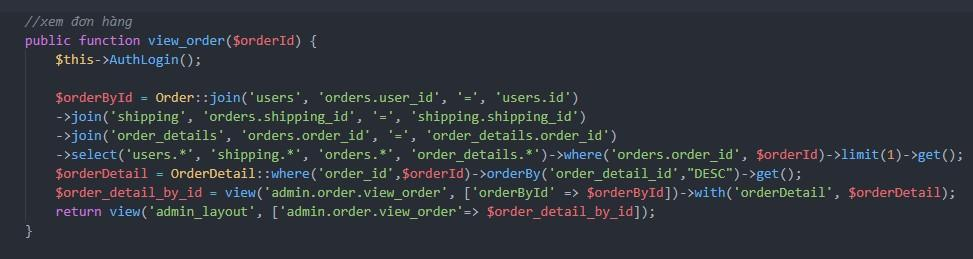 //xem đơn hàng
public function view_order($orderId) {
$this->AuthLogin();
$orderById = Order::join('users', 'orders.user_id', '=', 'users.id')
->join('shipping', 'orders.shipping_id', '=', 'shipping.shipping_id')
->join('order_details', 'orders.order_id', '=', 'order_details.order_id')
->select('users.*', 'shipping.*', 'orders.*', 'order_details.*')->where('orders.order_id', $orderId)->limit(1)->get();
$orderDetail = OrderDetail::where('order_id',$orderId)->orderBy('order_detail_id',"DESC")->get();
$order_detail_by_id = view('admin.order.view_order', ['orderById' => $orderById])->with('orderDetail', $orderDetail);
return view('admin_layout', ['admin.order.view_order'=> $order_detail_by_id]);
}